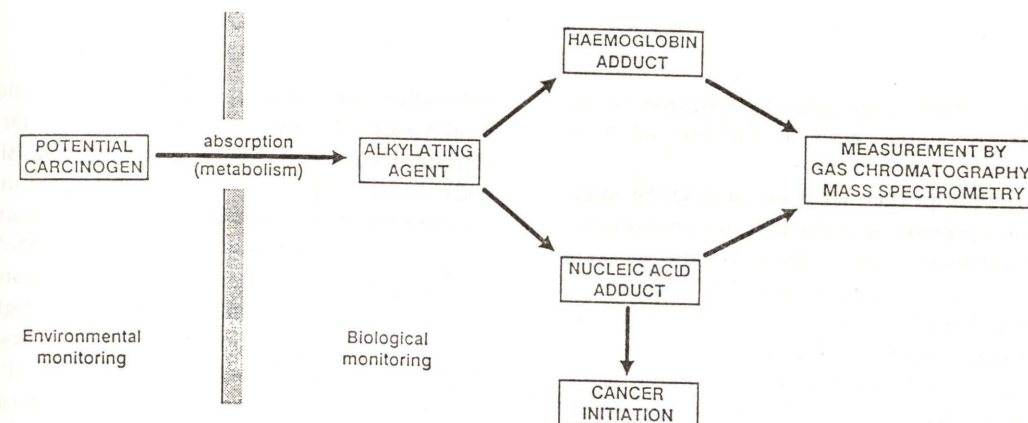 HAEMOGLOBIN
ADDUCT
POTENTIAL
CARCINOGEN
absorption
(metabolism)
ALKYLATING
AGENT
MEASUREMENT BY
GAS CHROMATOGRAPHY
MASS SPECTROMETRY
NUCLEIC ACID
ADDUCT
Environmental
monitoring
Biological
monitoring
CANCER
INITIATION